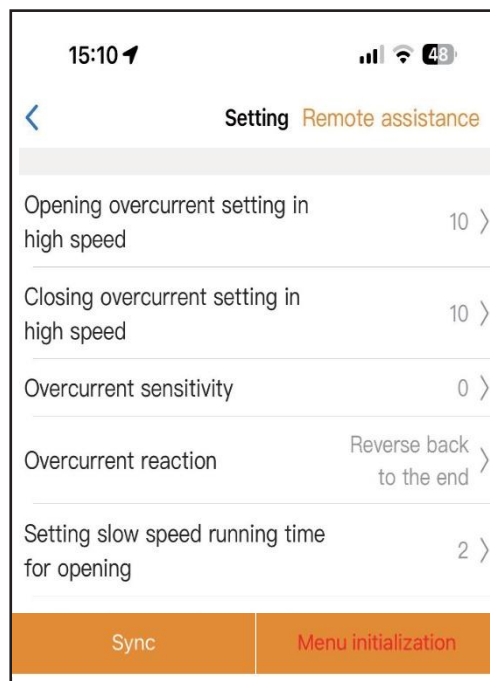 15:10
48
Setting Remote assistance
Opening overcurrent setting in
high speed
10
Closing overcurrent setting in
high speed
10
Overcurrent sensitivity
0
Overcurrent reaction
Reverse back
to the end
Setting slow speed running time
for opening
2
Sync
Menu initialization